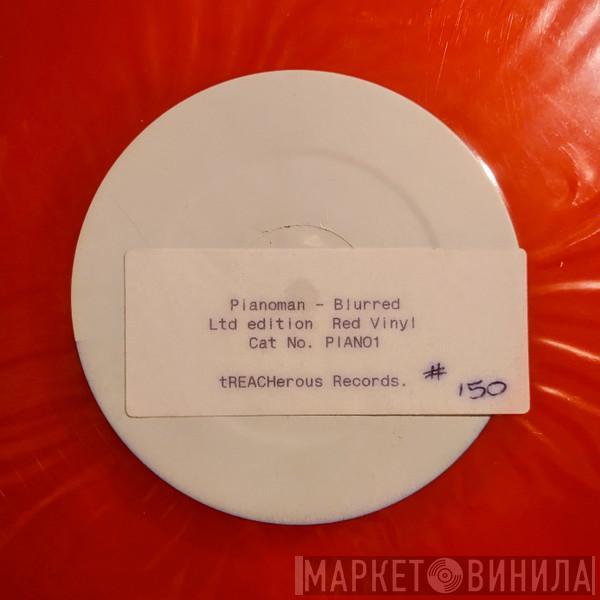 Pianoman - Blurred
Ltd edition Red Vinyl
Cat No. PIANO1
tREACHerous Records.
# 150
МАРКЕТ ВИНИЛА